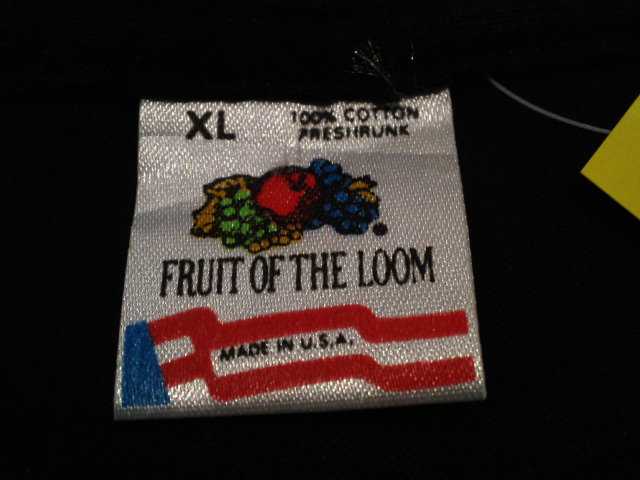 XL
100% COTTON
PRESHRUNK
FRUIT OF THE LOOM
MADE IN U.S.A.